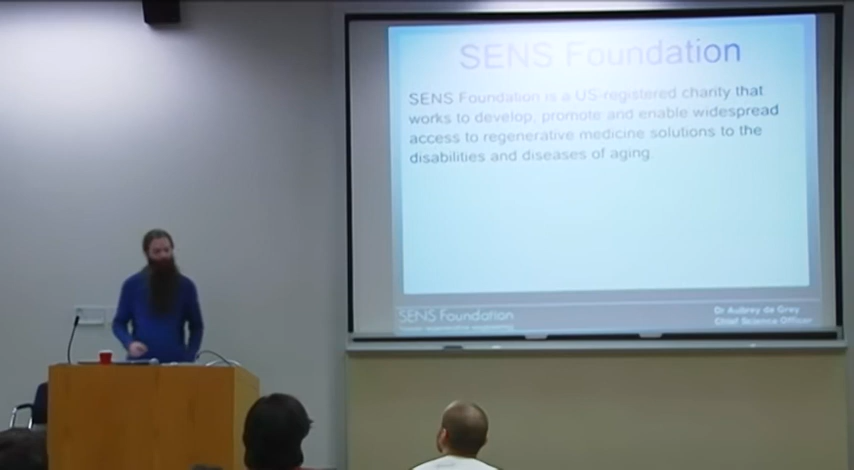 SENS Foundation
SENS Foundation is a US registered charity that
works to develop, promote and enable widespread
access to regenerative medicine solutions to the
disabilities and diseases of aging.
SENS Foundation
Dr Aubrey de Grey
Chief Science Officer